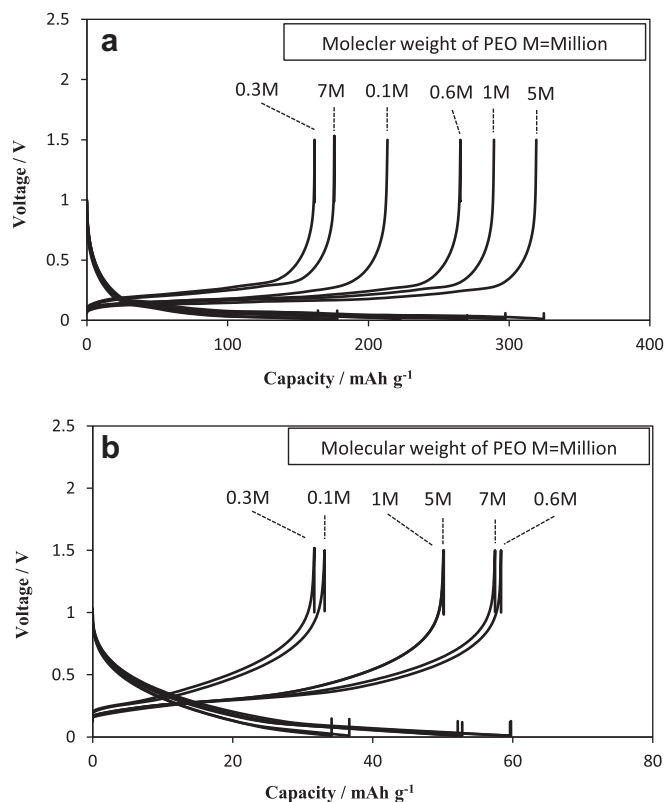 a
Molecler weight of PEO M=Million
0.3M 7M 0.1M 0.6M 1M 5M
2.5
2
1.5
1
0.5
0
Voltage / V
0 100 200 300 400
Capacity / mAh g-1
b
Molecular weight of PEO M=Million
0.3M 0.1M 1M 5M 7M 0.6M
2.5
2
1.5
1
0.5
0
Voltage / V
0 20 40 60 80
Capacity / mAh g-1